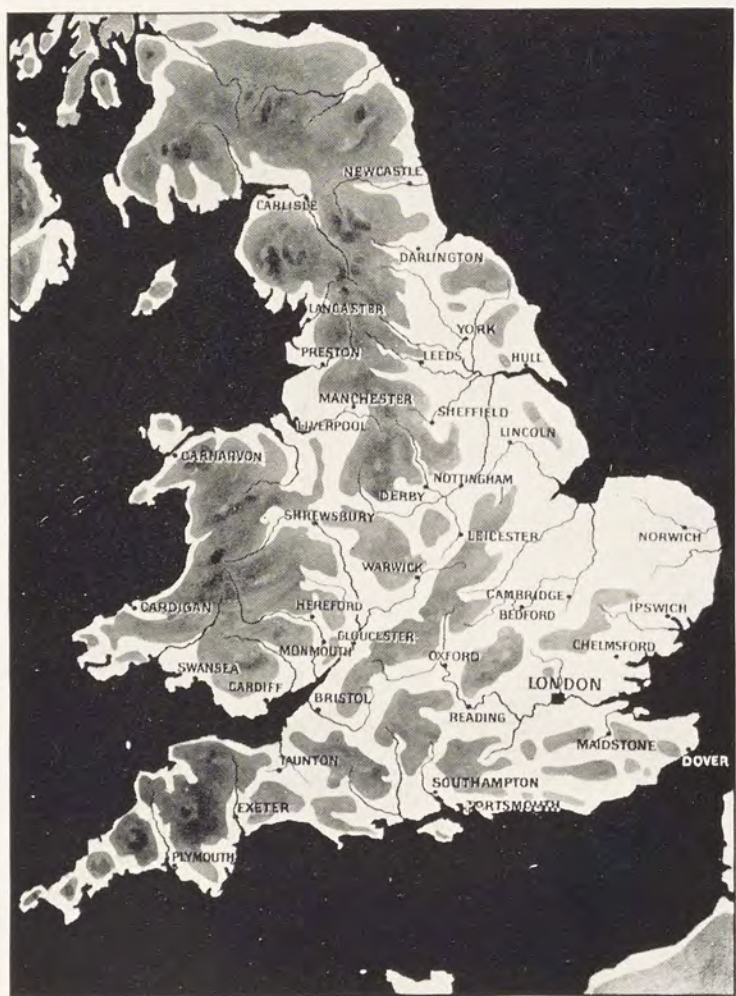 NEWCASTLE
CARLISLE
DARLINGTON
LANCASTER
YORK
PRESTON
LEEDS
HULL
MANCHESTER
SHEFFIELD
LIVERPOOL
LINCOLN
CARNARVON
NOTTINGHAM
DERBY
SHREWSBURY
LEICESTER
NORWICH
WARWICK
CAMBRIDGE
CARDIGAN
HEREFORD
BEDFORD
IPSWICH
GLOUCESTER
MONMOUTH
CHELMSFORD
OXFORD
SWANSEA
LONDON
CARDIFF
BRISTOL
READING
MAIDSTONE
DOVER
TAUNTON
SOUTHAMPTON
EXETER
PORTSMOUTH
PLYMOUTH